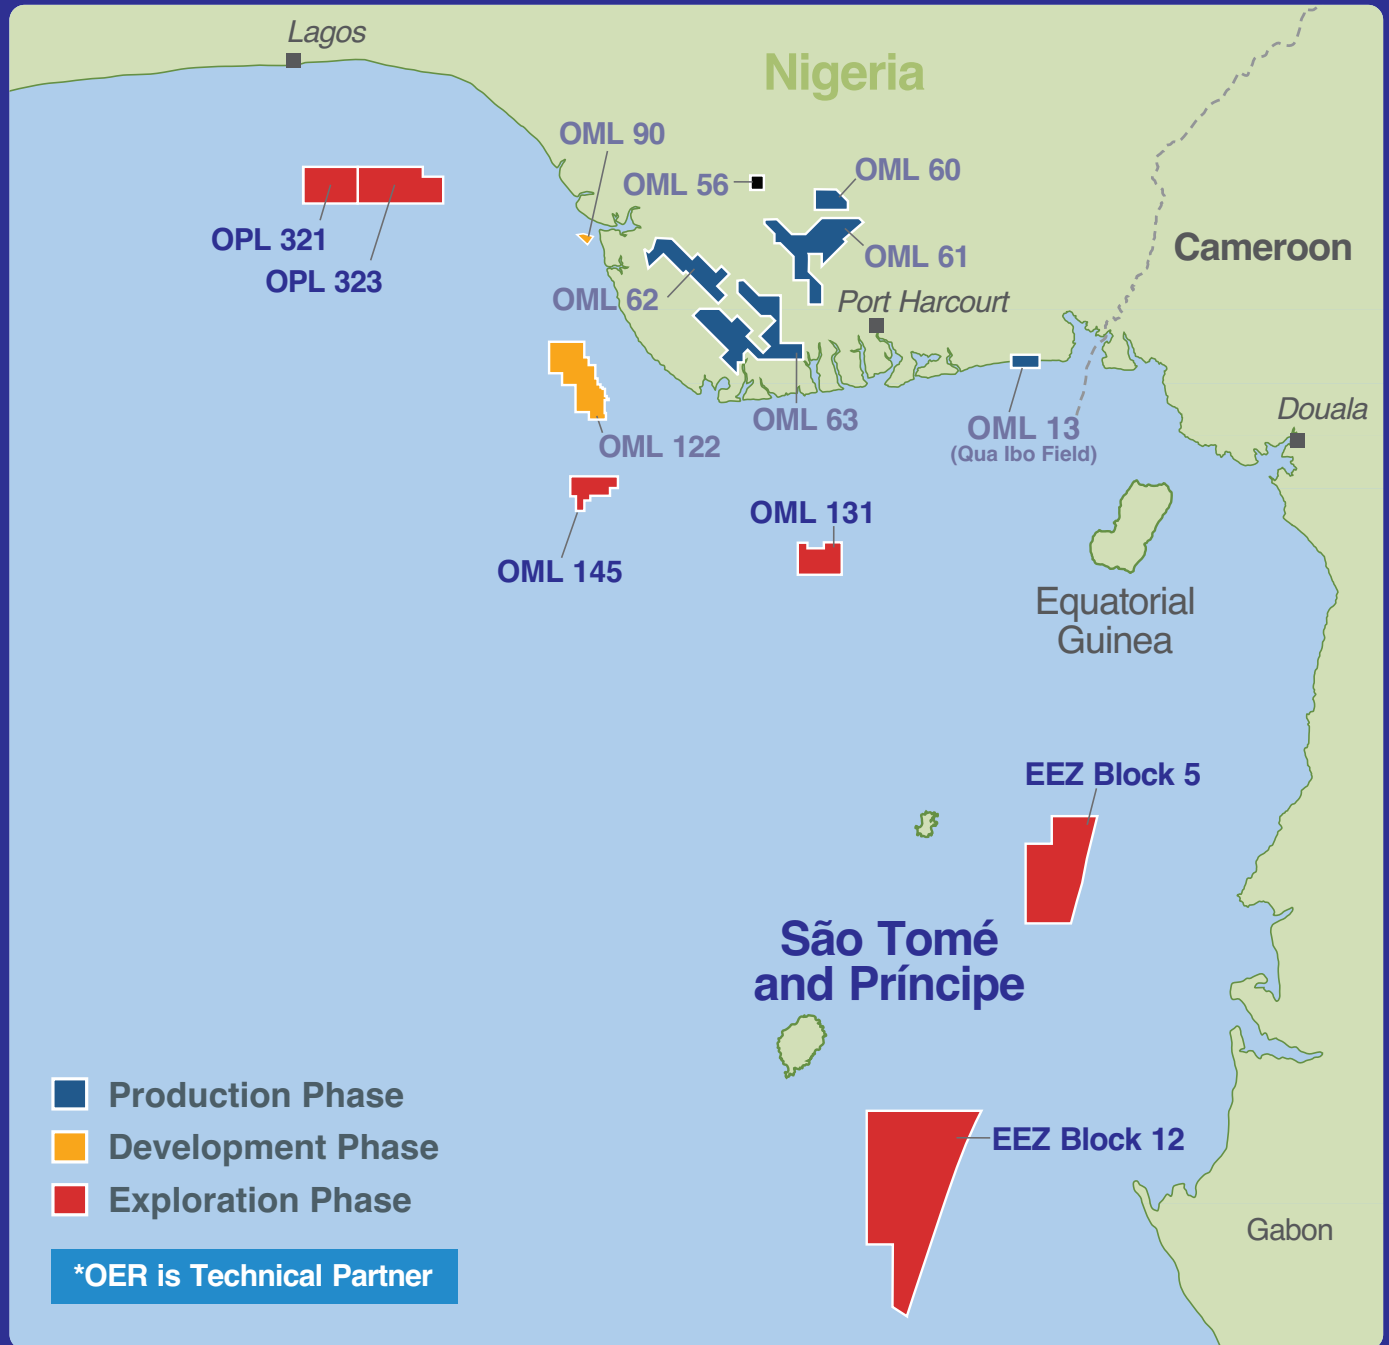 Lagos
Nigeria
OML 90
OML 56
OML 60
OPL 321
OML 61
Cameroon
OPL 323
OML 62
Port Harcourt
Douala
OML 63
OML 13
(Qua Ibo Field)
OML 122
OML 131
OML 145
Equatorial
Guinea
EEZ Block 5
São Tomé
and Príncipe
Production Phase
Development Phase
Exploration Phase
EEZ Block 12
Gabon
*OER is Technical Partner